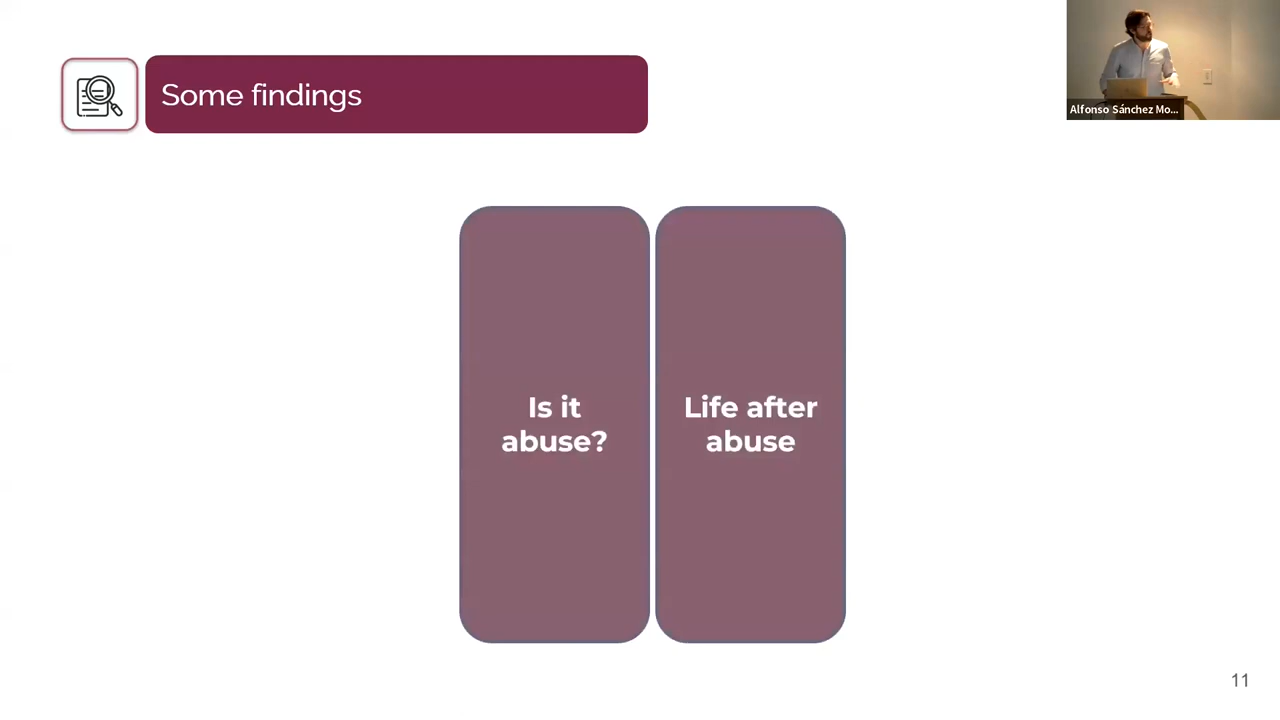 Some findings
Alfonso Sánchez Mo...
Is it
abuse?
Life after
abuse
11